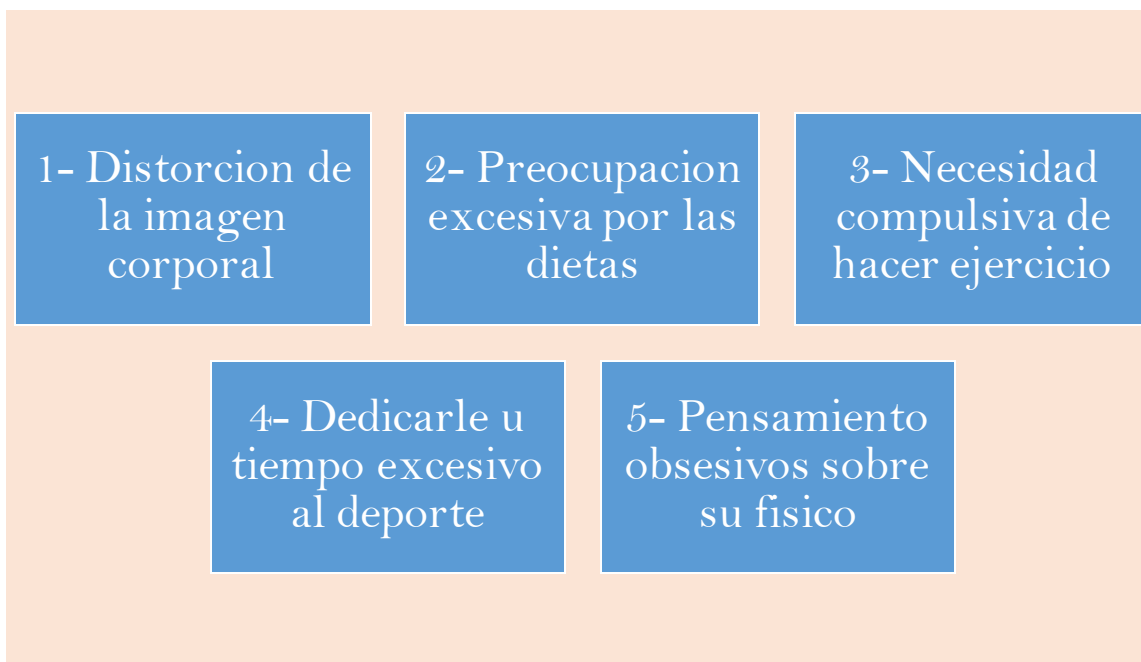 1- Distorcion de
la imagen
corporal
2- Preocupacion
excesiva por las
dietas
3- Necesidad
compulsiva de
hacer ejercicio
4- Dedicarle u
tiempo excesivo
al deporte
5- Pensamiento
obsesivos sobre
su fisico